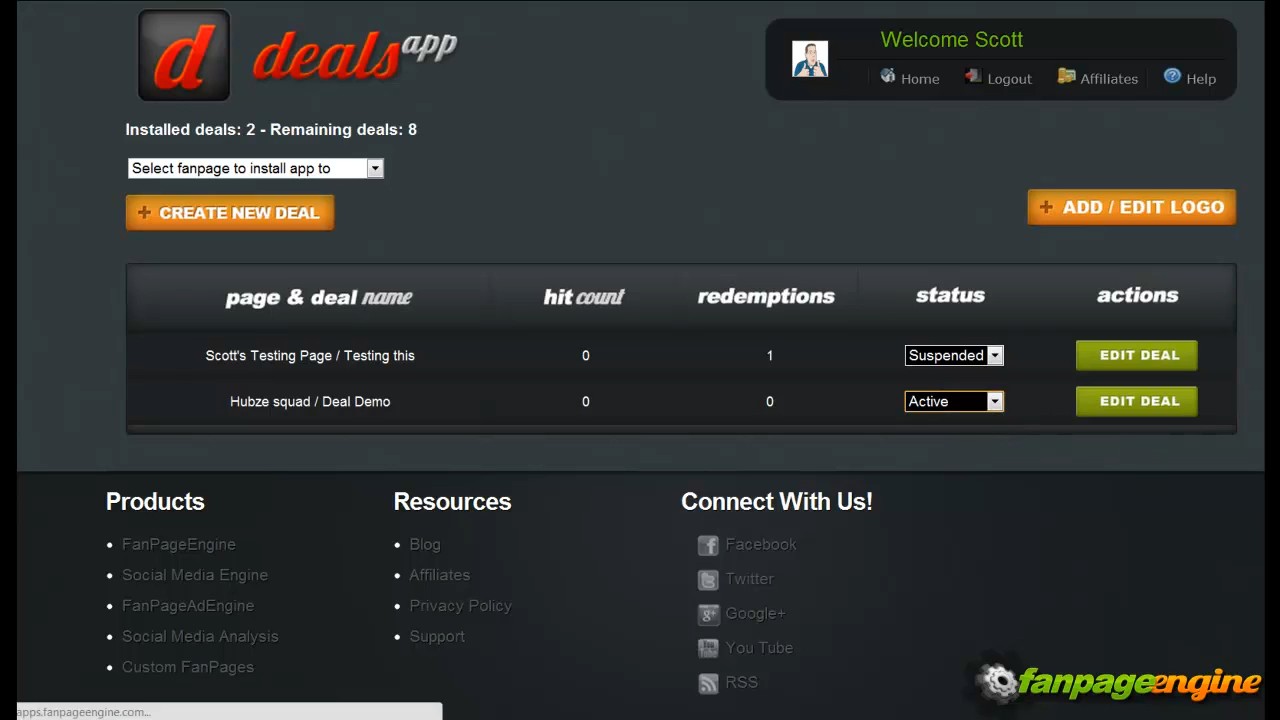 d deals app
Welcome Scott
Home Logout Affiliates Help
Installed deals: 2 - Remaining deals: 8
Select fanpage to install app to
+ CREATE NEW DEAL
+ ADD / EDIT LOGO
page & deal name hit count redemptions status actions
Scott's Testing Page / Testing this 0 1 Suspended EDIT DEAL
Hubze squad / Deal Demo 0 0 Active EDIT DEAL
Products Resources Connect With Us!
FanPageEngine Blog Facebook
Social Media Engine Affiliates Twitter
FanPageAdEngine Privacy Policy Google+
Social Media Analysis Support You Tube
Custom FanPages RSS
fanpageengine
apps.fanpageengine.com...